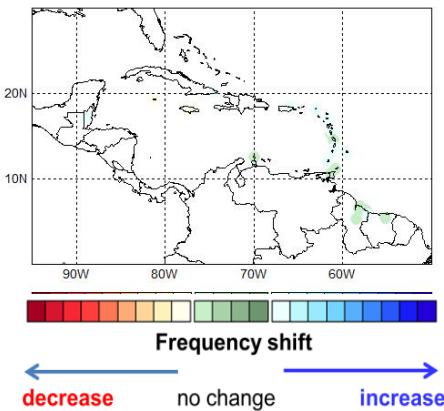 20N
10N
90W 80W 70W 60W
Frequency shift
decrease no change increase